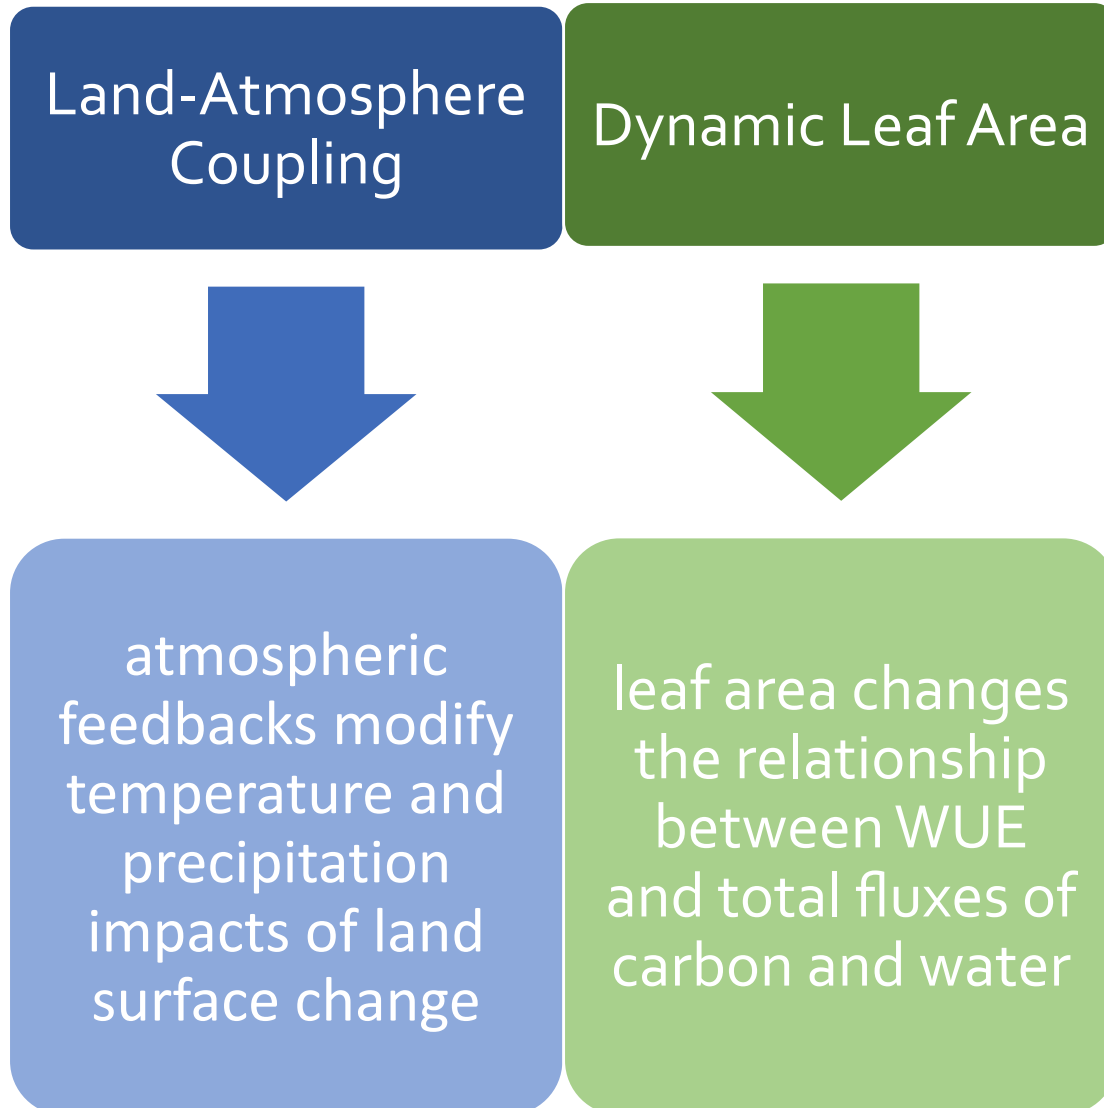 Land-Atmosphere
Coupling
Dynamic Leaf Area
atmospheric
feedbacks modify
temperature and
precipitation
impacts of land
surface change
leaf area changes
the relationship
between WUE
and total fluxes of
carbon and water